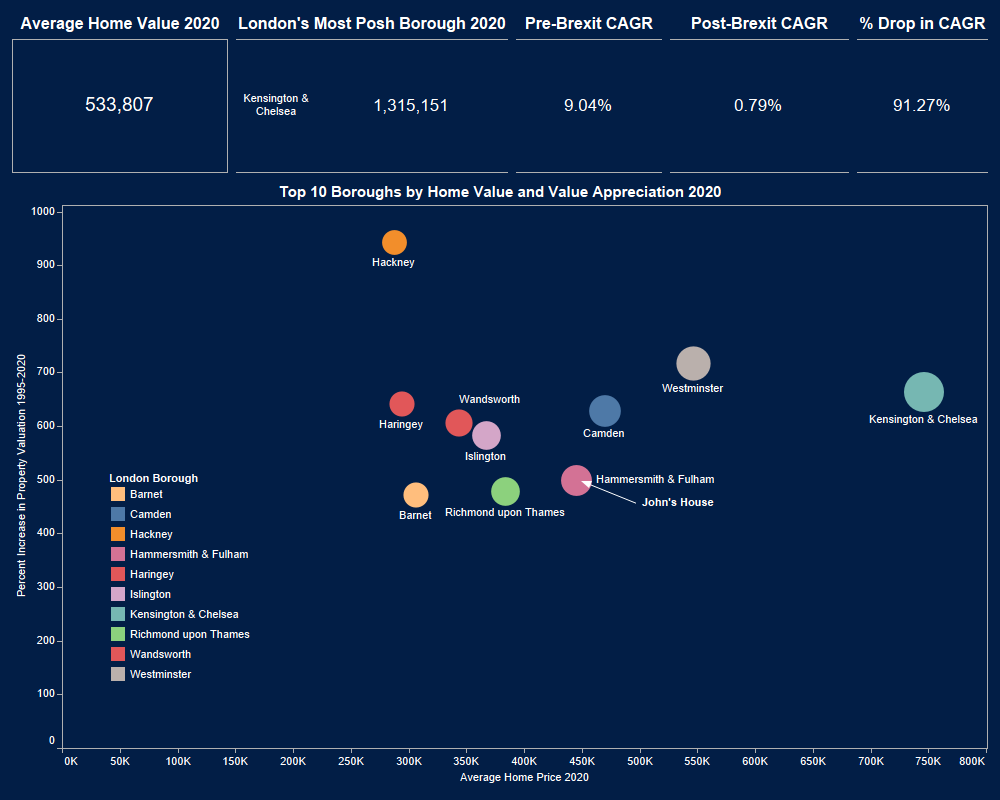 Average Home Value 2020
London's Most Posh Borough 2020
Pre-Brexit CAGR
Post-Brexit CAGR
% Drop in CAGR
533,807
Kensington &
Chelsea
1,315,151
9.04%
0.79%
91.27%
Top 10 Boroughs by Home Value and Value Appreciation 2020
Percent Increase in Property Valuation 1995-2020
1000
900
800
700
600
500
400
300
200
100
0
Hackney
Westminster
Kensington & Chelsea
Haringey
Wandsworth
Camden
Islington
Hammersmith & Fulham
John's House
Barnet
Richmond upon Thames
London Borough
Barnet
Camden
Hackney
Hammersmith & Fulham
Haringey
Islington
Kensington & Chelsea
Richmond upon Thames
Wandsworth
Westminster
0K
50K
100K
150K
200K
250K
300K
350K
400K
450K
500K
550K
600K
650K
700K
750K
800K
Average Home Price 2020